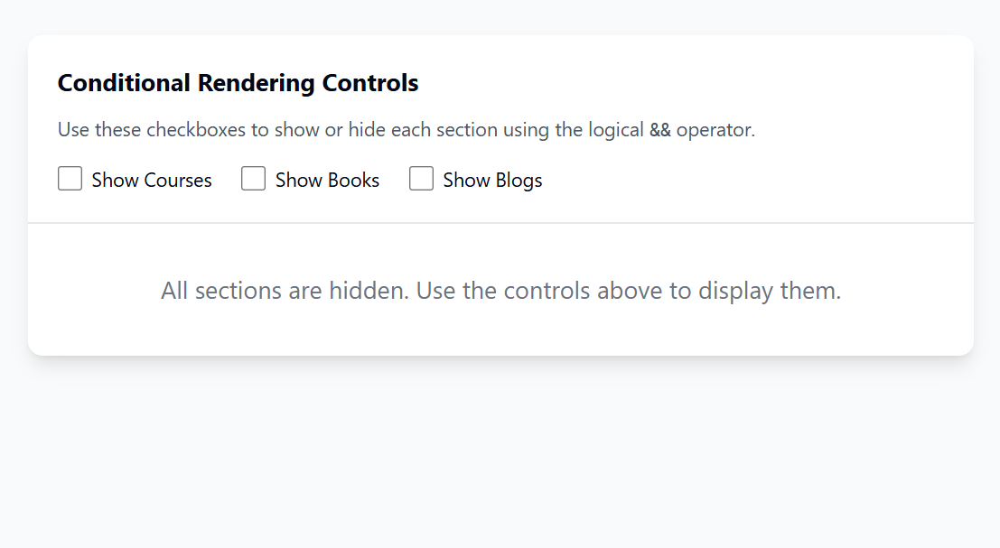 Conditional Rendering Controls
Use these checkboxes to show or hide each section using the logical && operator.
Show Courses Show Books Show Blogs
All sections are hidden. Use the controls above to display them.